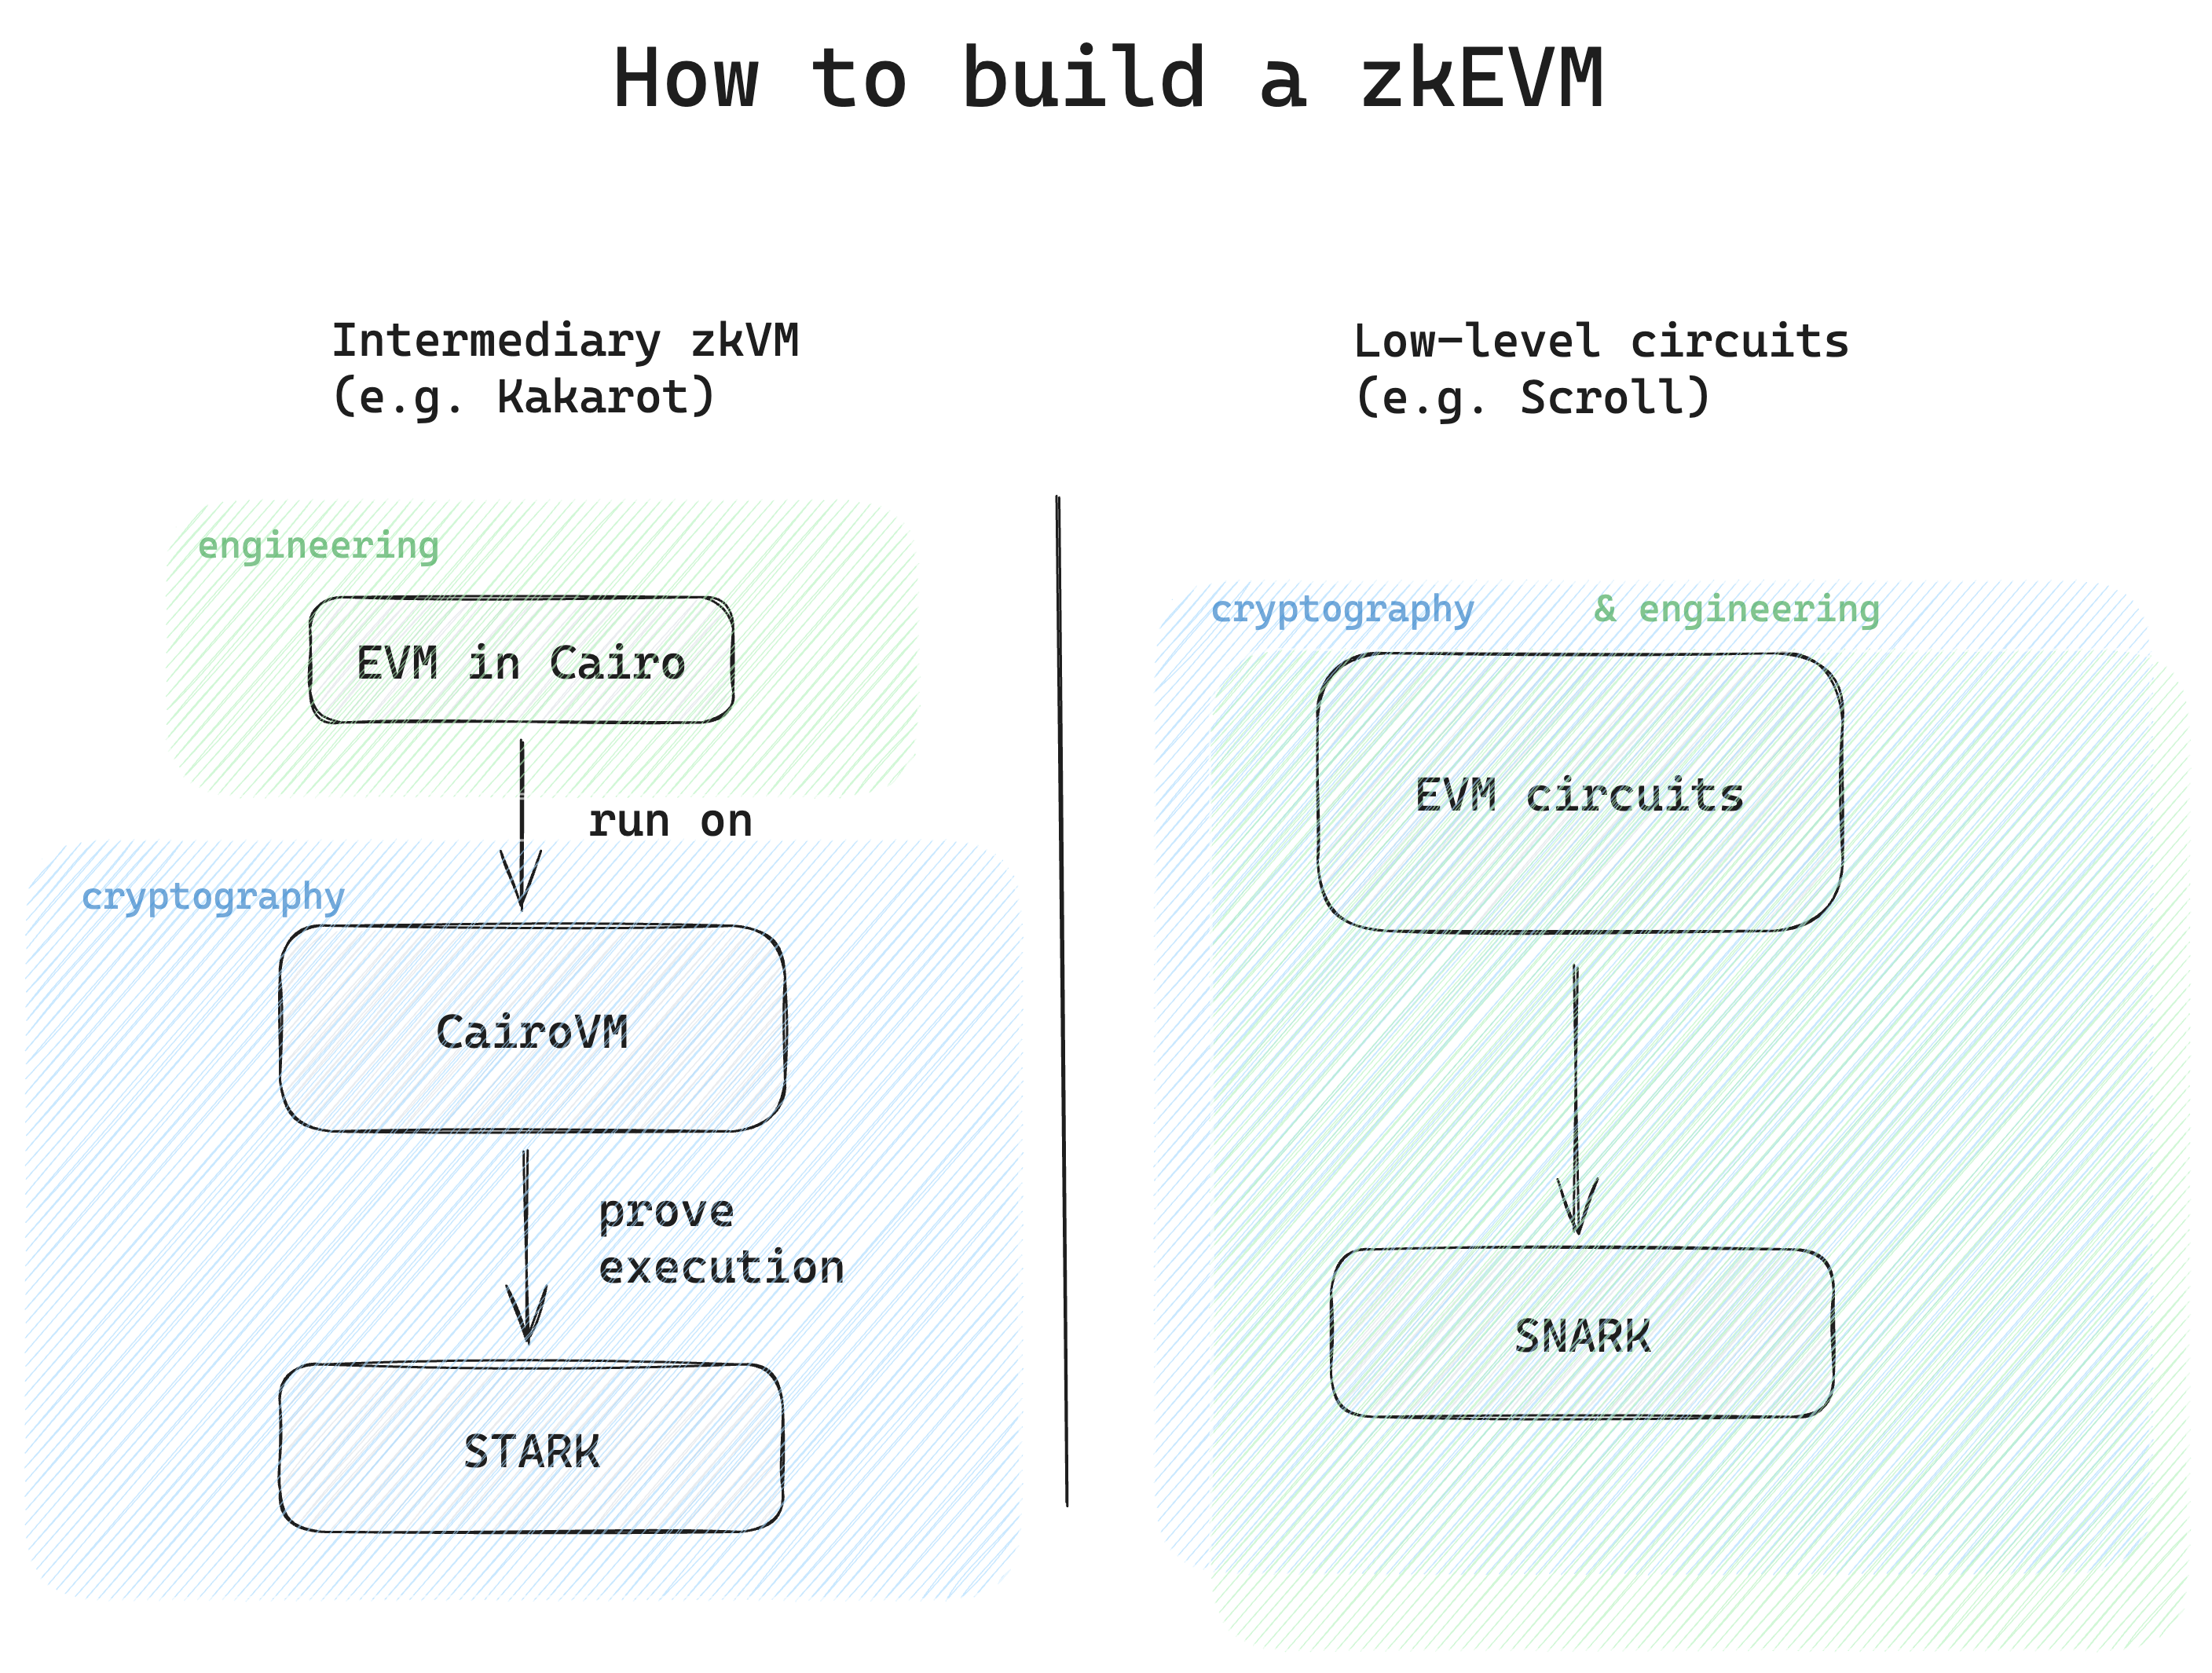 How to build a zkEVM
Intermediary zkVM
(e.g. Kakarot)
engineering
EVM in Cairo
run on
cryptography
CairoVM
prove
execution
STARK
Low-level circuits
(e.g. Scroll)
cryptography & engineering
EVM circuits
SNARK